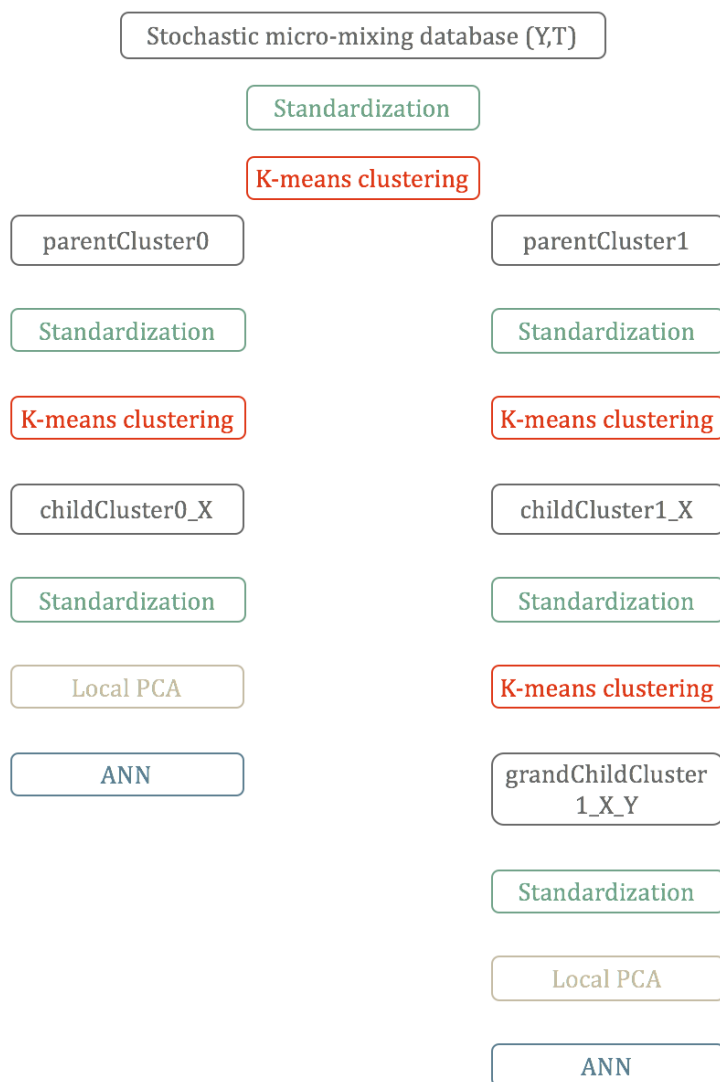 Stochastic micro-mixing database (Y,T)
Standardization
K-means clustering
parentCluster0
parentCluster1
Standardization
Standardization
K-means clustering
K-means clustering
childCluster0_X
childCluster1_X
Standardization
Standardization
Local PCA
K-means clustering
ANN
grandChildCluster
1_X_Y
Standardization
Local PCA
ANN